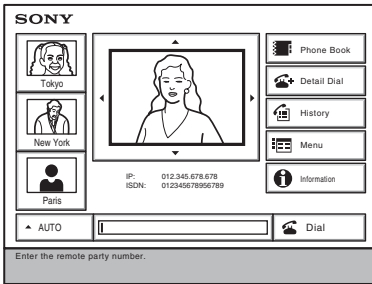 SONY
Tokyo
New York
Paris
IP: 012.345.678.678
ISDN: 012345678956789
Phone Book
Detail Dial
History
Menu
Information
AUTO
Dial
Enter the remote party number.